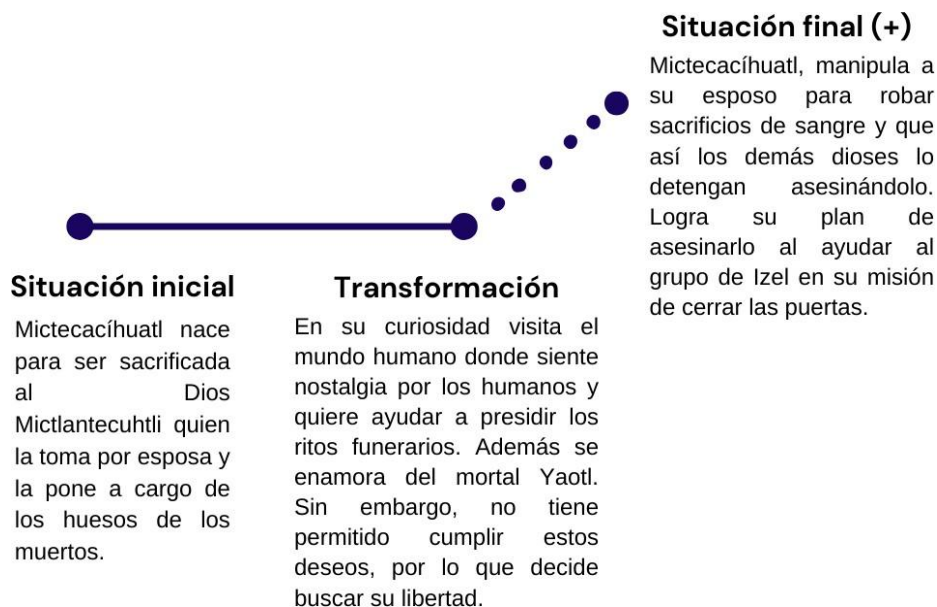 Situación inicial
Mictecacíhuatl nace
para ser sacrificada
al Dios
Mictlantecuhtli quien
la toma por esposa y
la pone a cargo de
los huesos de los
muertos.
Transformación
En su curiosidad visita el
mundo humano donde siente
nostalgia por los humanos y
quiere ayudar a presidir los
ritos funerarios. Además se
enamora del mortal Yaotl.
Sin embargo, no tiene
permitido cumplir estos
deseos, por lo que decide
buscar su libertad.
Situación final (+)
Mictecacíhuatl, manipula a
su esposo para robar
sacrificios de sangre y que
así los demás dioses lo
detengan asesinándolo.
Logra su plan de
asesinarlo al ayudar al
grupo de Izel en su misión
de cerrar las puertas.